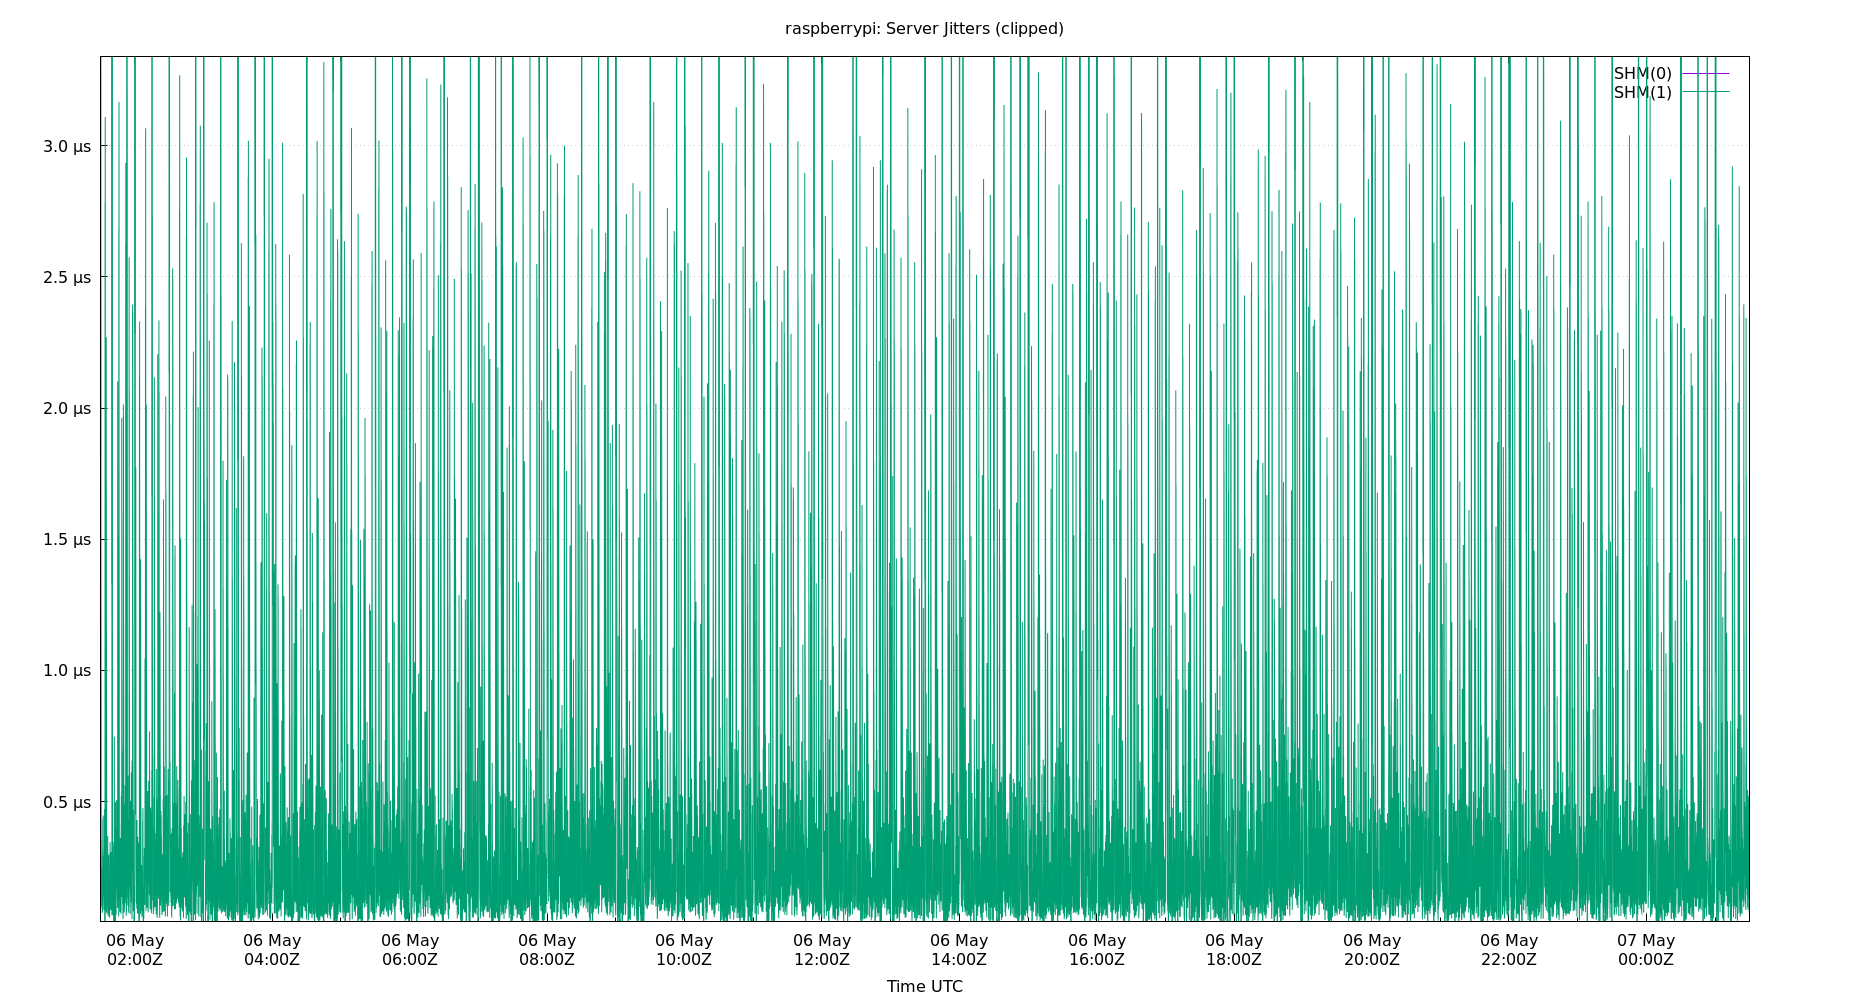 raspberrypi: Server Jitters (clipped)
SHM(0)
SHM(1)
3.0 µs
2.5 µs
2.0 µs
1.5 µs
1.0 µs
0.5 µs
06 May 06 May 06 May 06 May 06 May 06 May 06 May 06 May 06 May 06 May 06 May 07 May
02:00Z 04:00Z 06:00Z 08:00Z 10:00Z 12:00Z 14:00Z 16:00Z 18:00Z 20:00Z 22:00Z 00:00Z
Time UTC